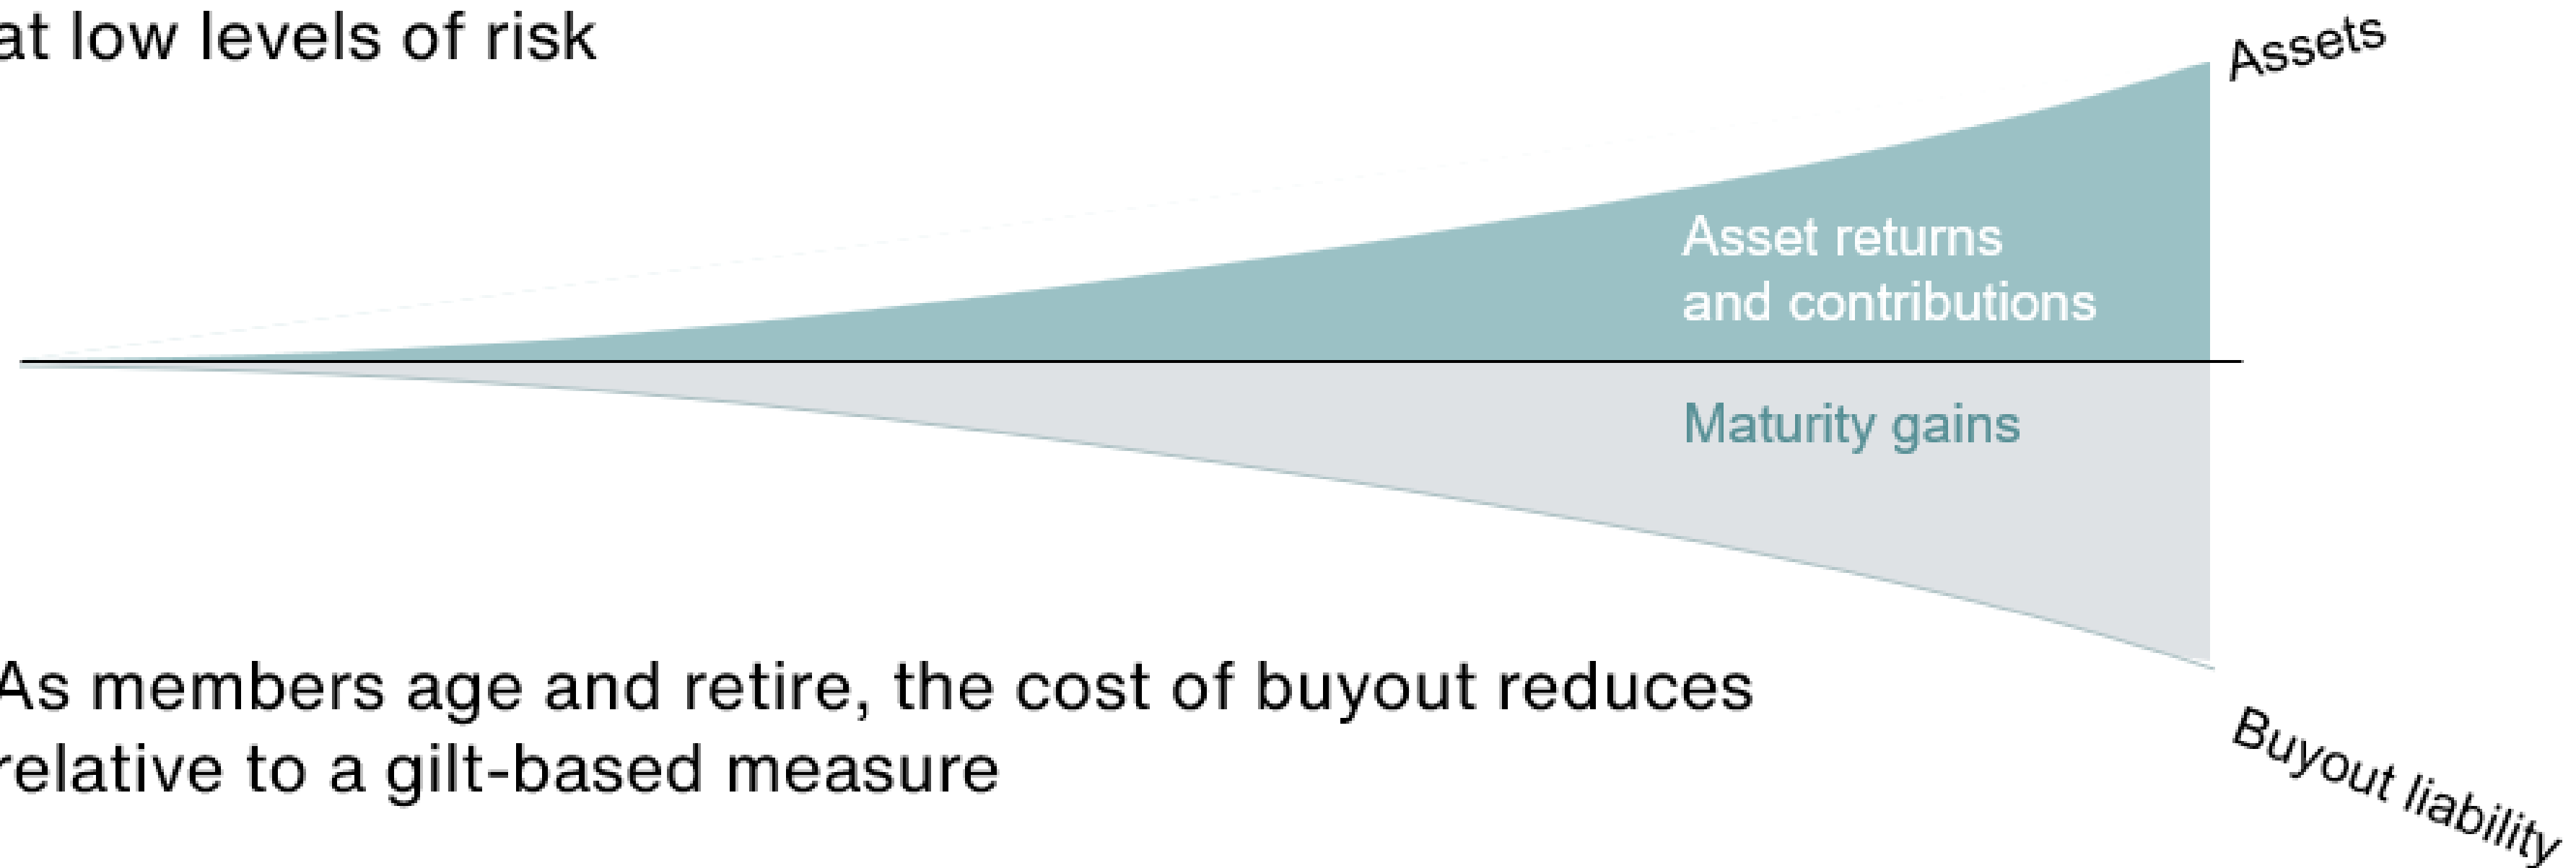 at low levels of risk
Assets
Asset returns
and contributions
Maturity gains
As members age and retire, the cost of buyout reduces
relative to a gilt-based measure
Buyout liability